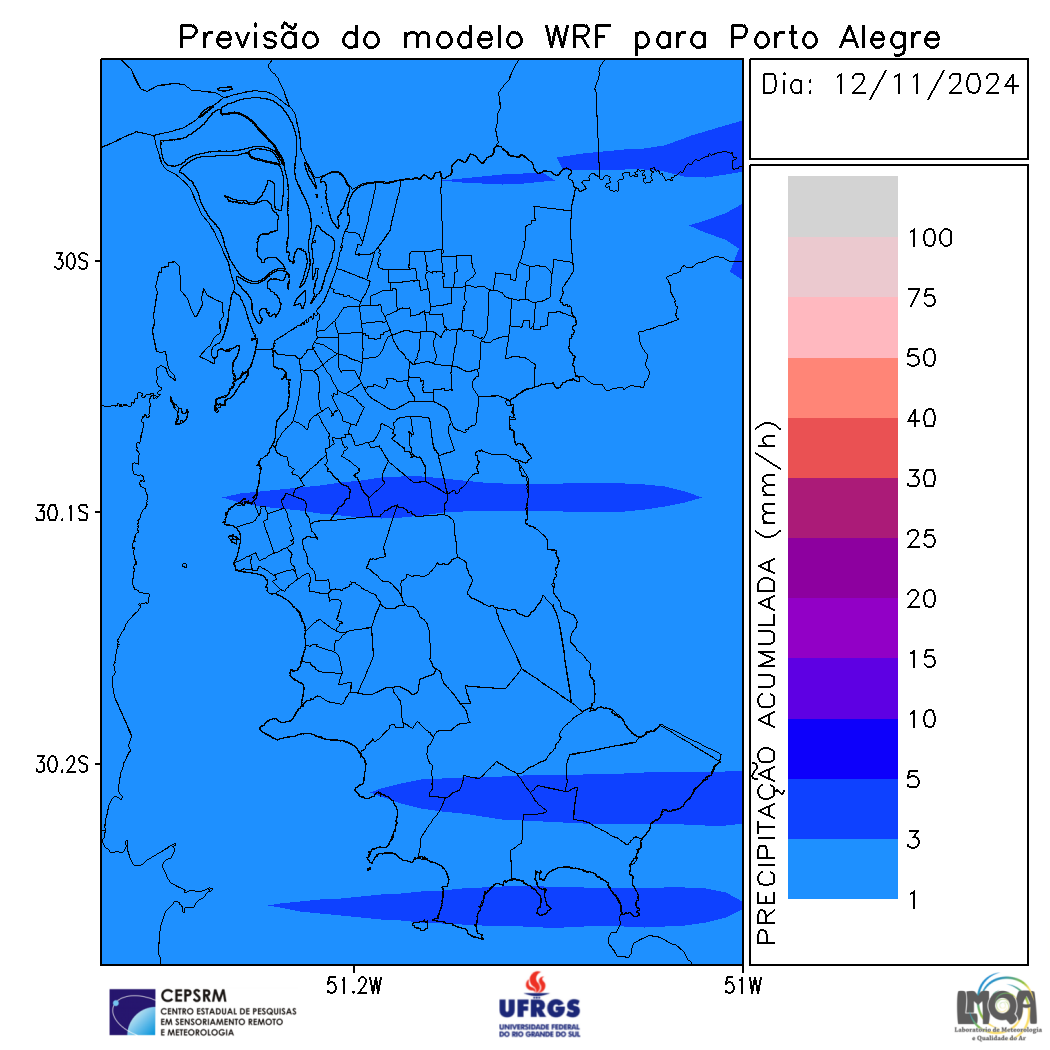 Previsão do modelo WRF para Porto Alegre
Dia: 12/11/2024
30S
30.1S
30.2S
51.2W
51W
PRECIPITAÇÃO ACUMULADA (mm/h)
100
75
50
40
30
25
20
15
10
5
3
1
CEPSRM
CENTRO ESTADUAL DE PESQUISAS
EM SENSORIAMENTO REMOTO
E METEOROLOGIA
UFRGS
UNIVERSIDADE FEDERAL
DO RIO GRANDE DO SUL
LMQA
Laboratório de Meteorologia
e Qualidade do Ar